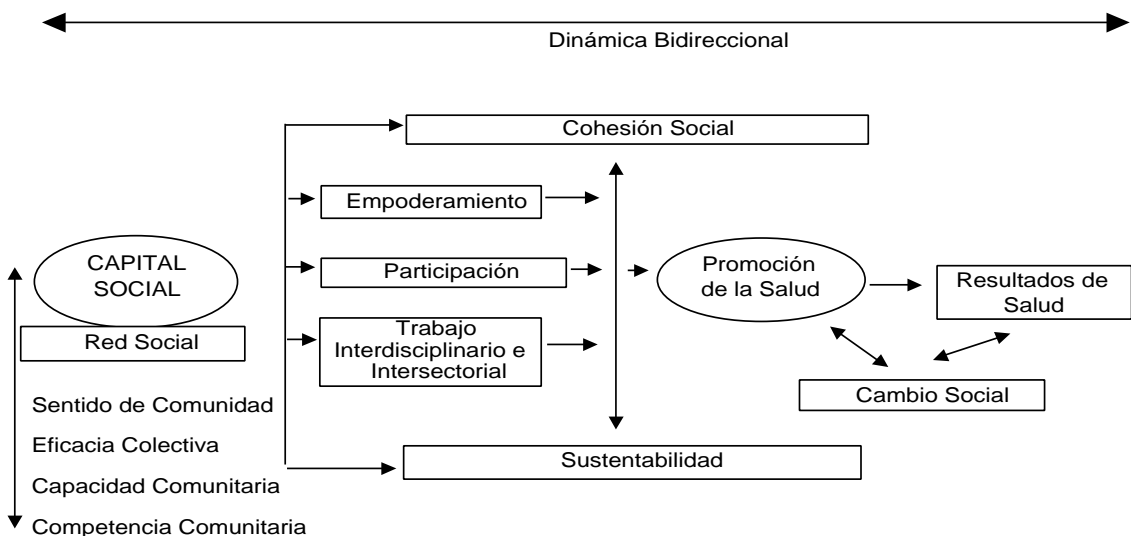 Dinámica Bidireccional
Cohesión Social
Empoderamiento
CAPITAL
SOCIAL
Participación
Promoción
de la Salud
Resultados de
Salud
Red Social
Trabajo
Interdisciplinario e
Intersectorial
Cambio Social
Sentido de Comunidad
Eficacia Colectiva
Sustentabilidad
Capacidad Comunitaria
Competencia Comunitaria